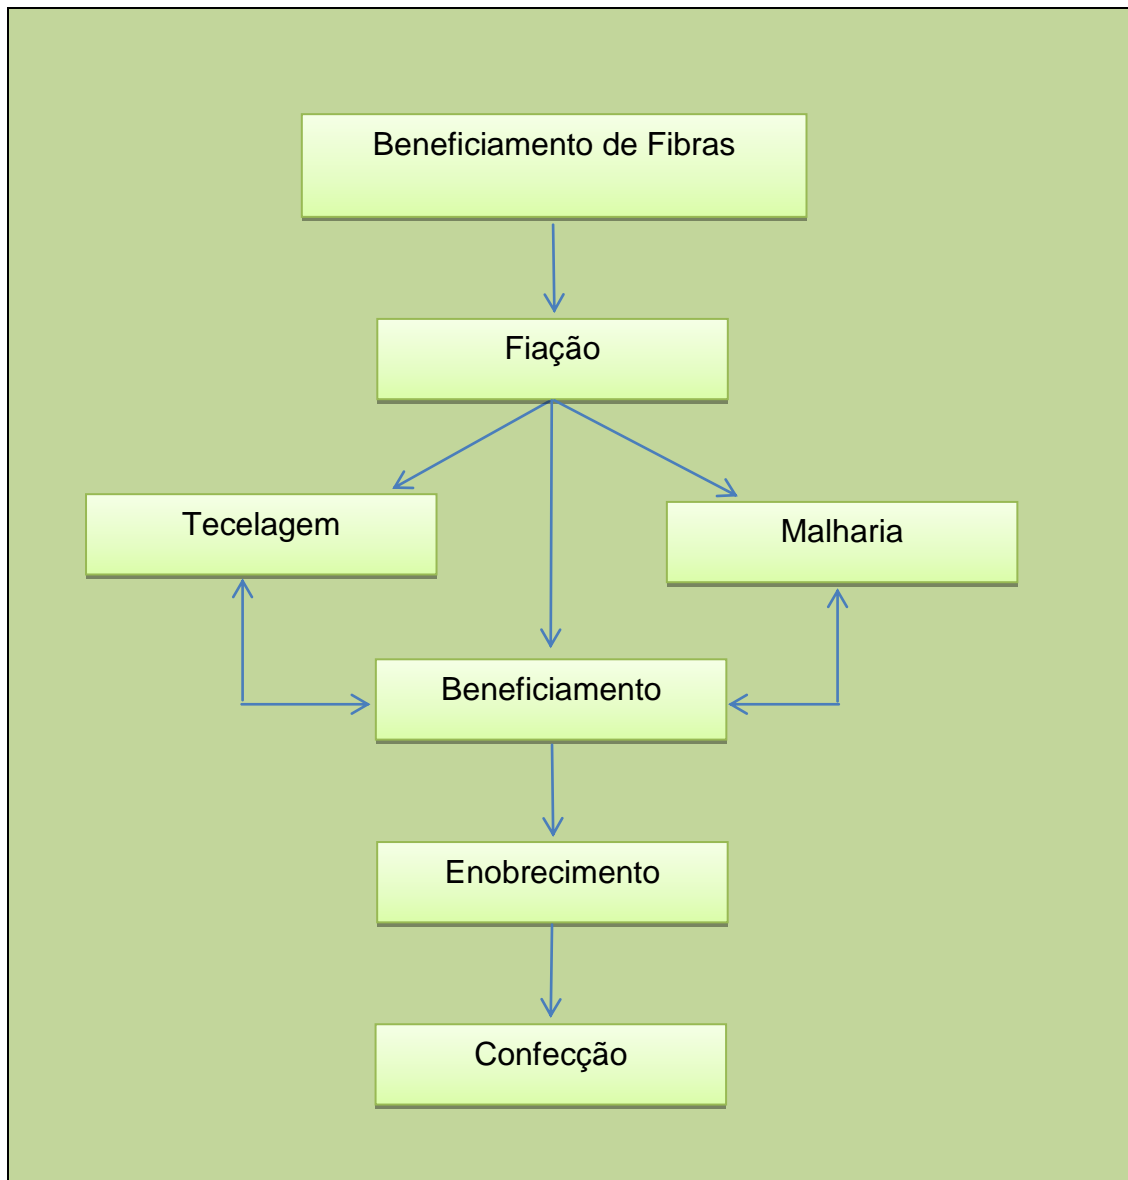 Beneficiamento de Fibras
Fiação
Tecelagem
Malharia
Beneficiamento
Enobrecimento
Confecção